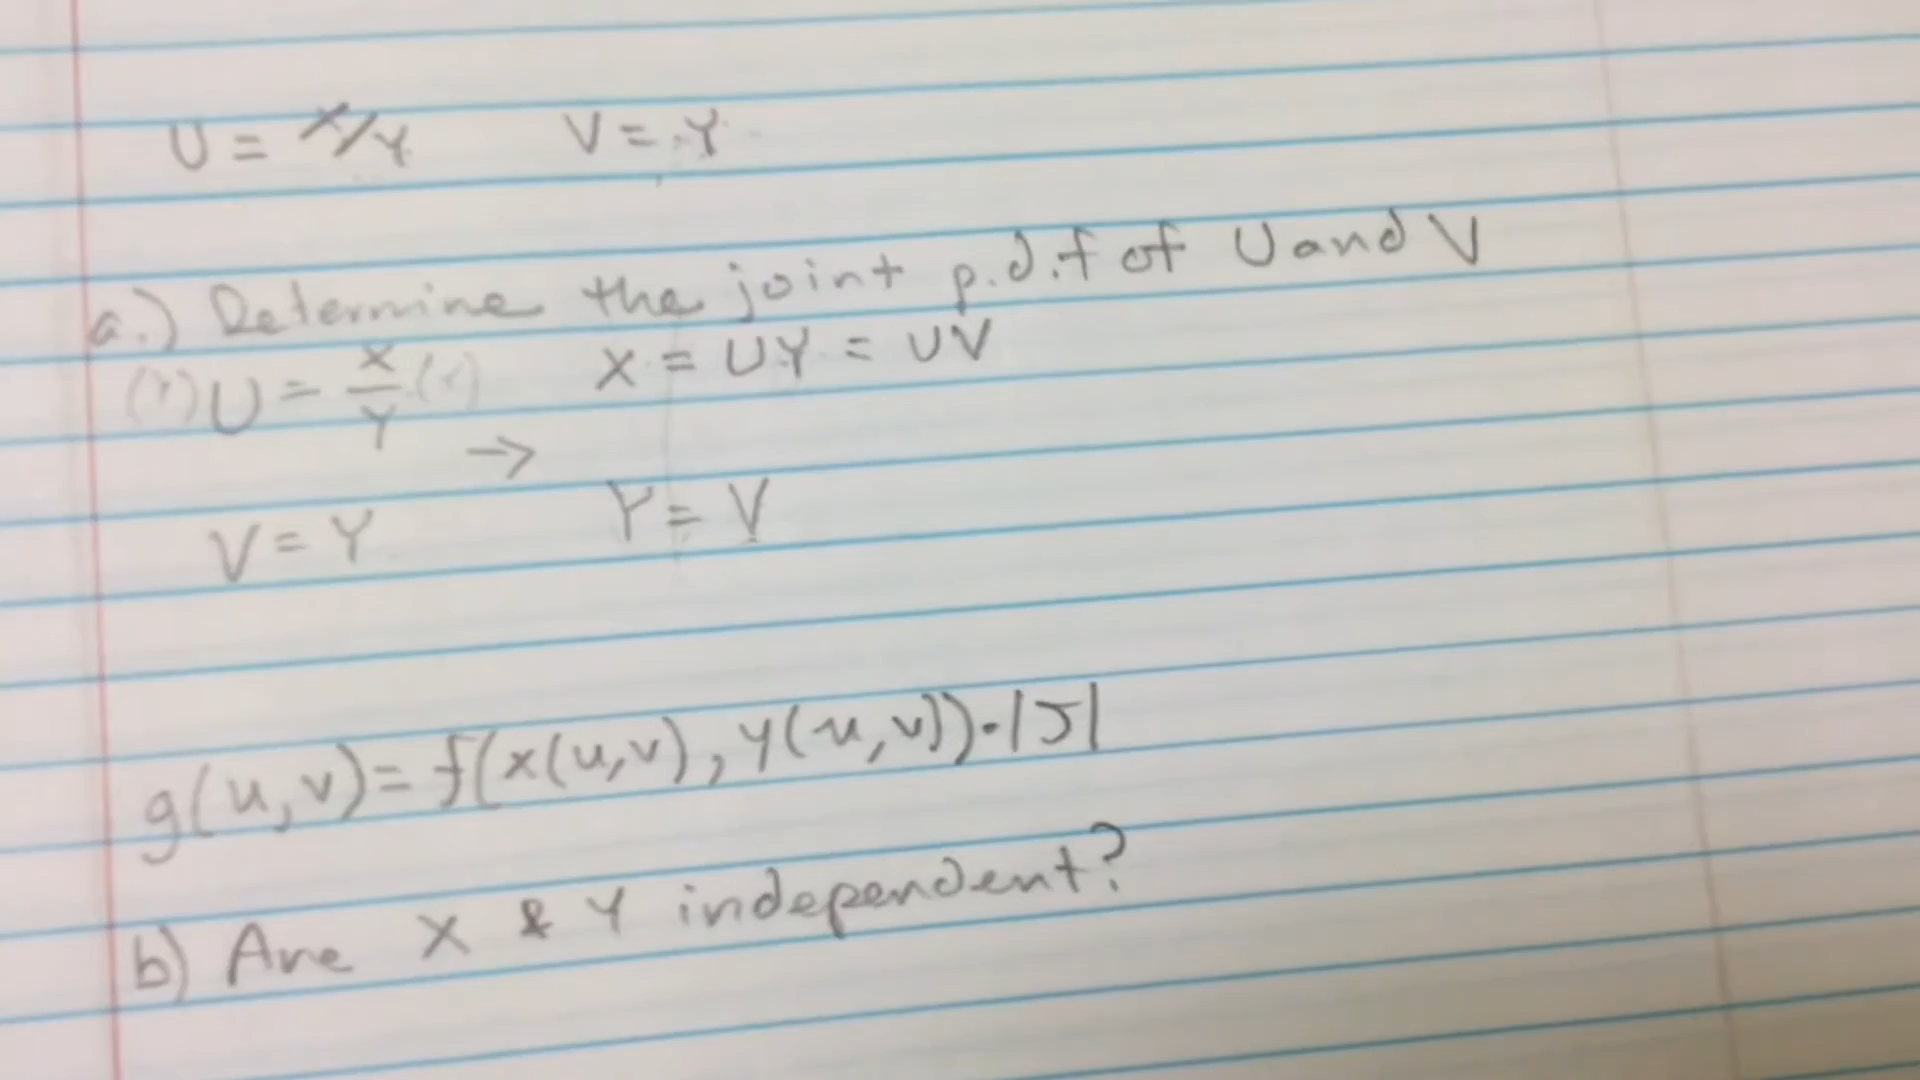 U = X/Y V = Y
a.) Determine the joint p.d.f of U and V
(Y) U = X/Y (Y) X = UY = UV
→
V = Y Y = V
g(u,v) = f(x(u,v), y(u,v)) · |J|
b) Are X & Y independent?